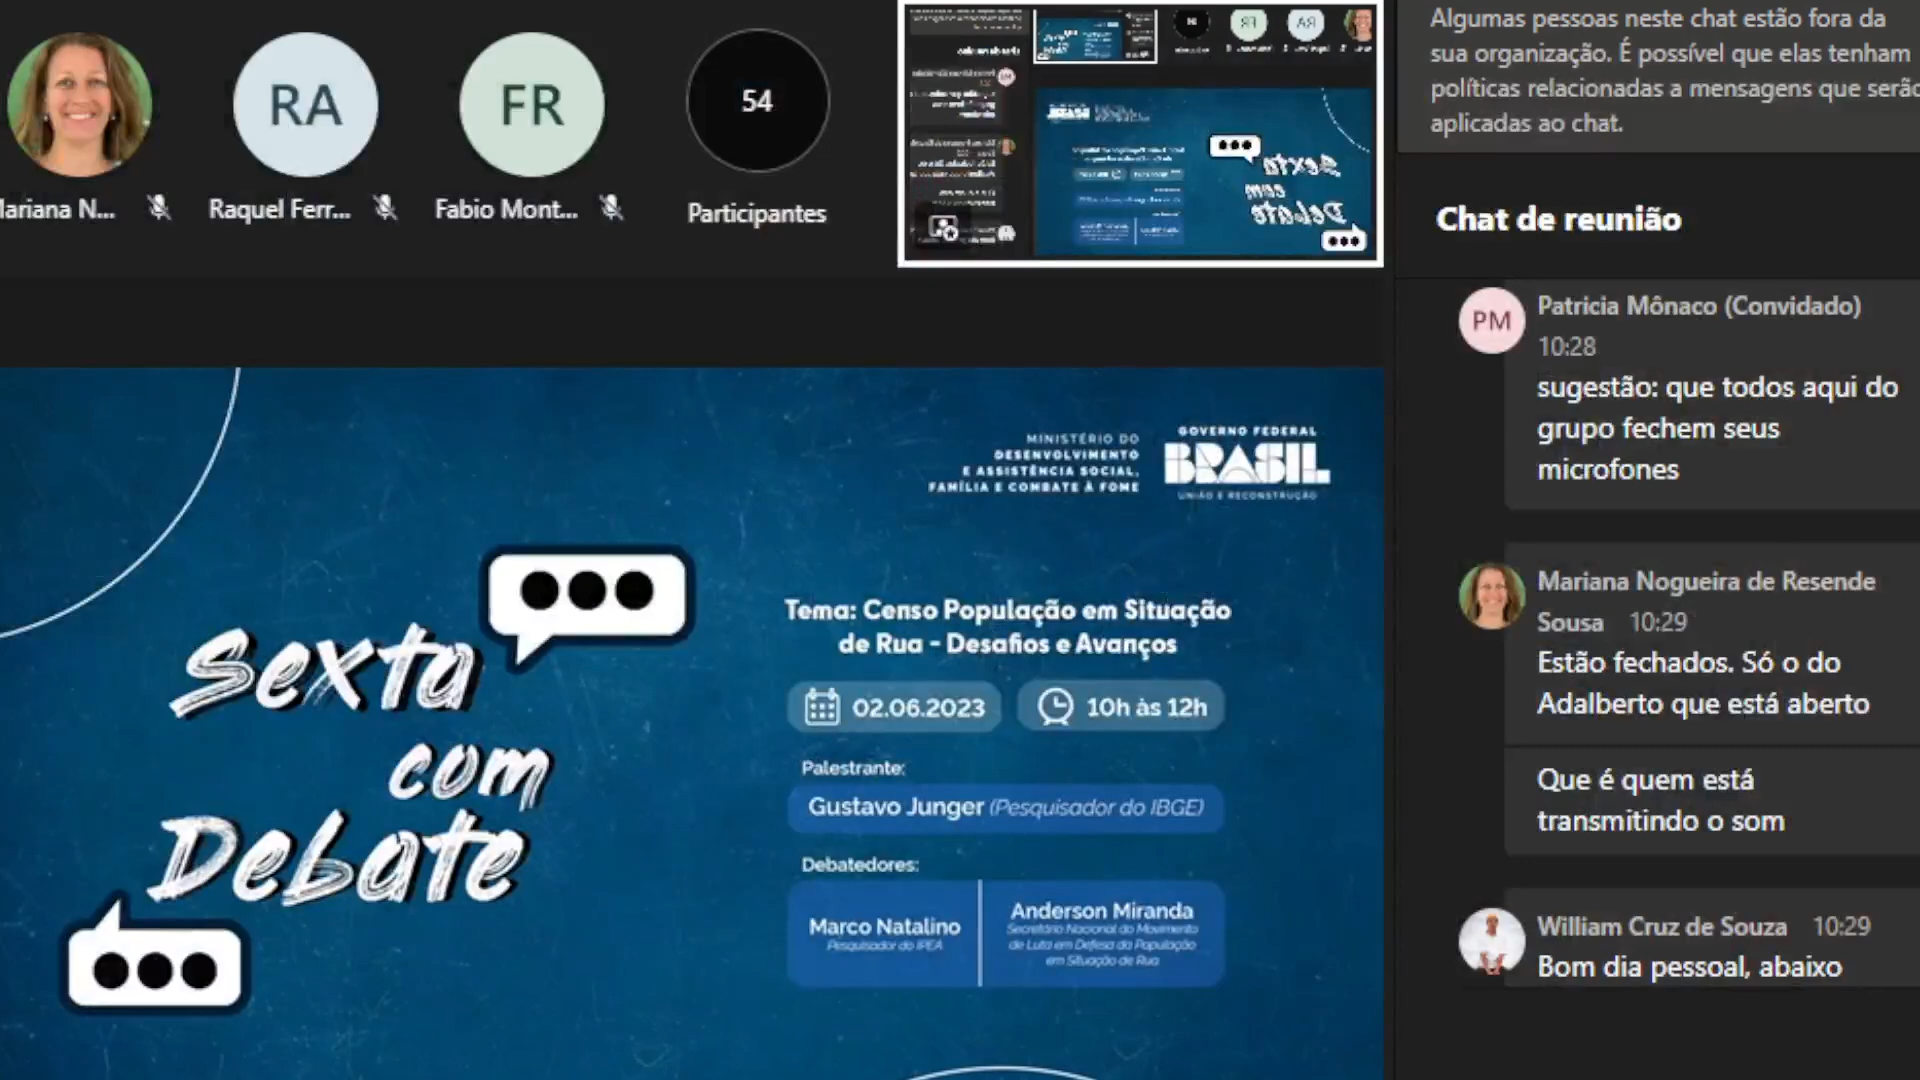 RA
FR
54
Mariana N...
Raquel Ferr...
Fabio Mont...
Participantes
Algumas pessoas neste chat estão fora da
sua organização. É possível que elas tenham
políticas relacionadas a mensagens que serão
aplicadas ao chat.
Chat de reunião
PM
Patricia Mônaco (Convidado)
10:28
sugestão: que todos aqui do
grupo fechem seus
microfones
Mariana Nogueira de Resende
Sousa 10:29
Estão fechados. Só o do
Adalberto que está aberto
Que é quem está
transmitindo o som
William Cruz de Souza 10:29
Bom dia pessoal, abaixo
MINISTÉRIO DO
DESENVOLVIMENTO
E ASSISTÊNCIA SOCIAL,
FAMÍLIA E COMBATE À FOME
GOVERNO FEDERAL
BRASIL
UNIÃO E RECONSTRUÇÃO
Sexta
com
Debate
Tema: Censo População em Situação
de Rua - Desafios e Avanços
02.06.2023
10h às 12h
Palestrante:
Gustavo Junger (Pesquisador do IBGE)
Debatedores:
Marco Natalino
Pesquisador do IPEA
Anderson Miranda
Secretário Nacional do Movimento
de Luta em Defesa da População
em Situação de Rua